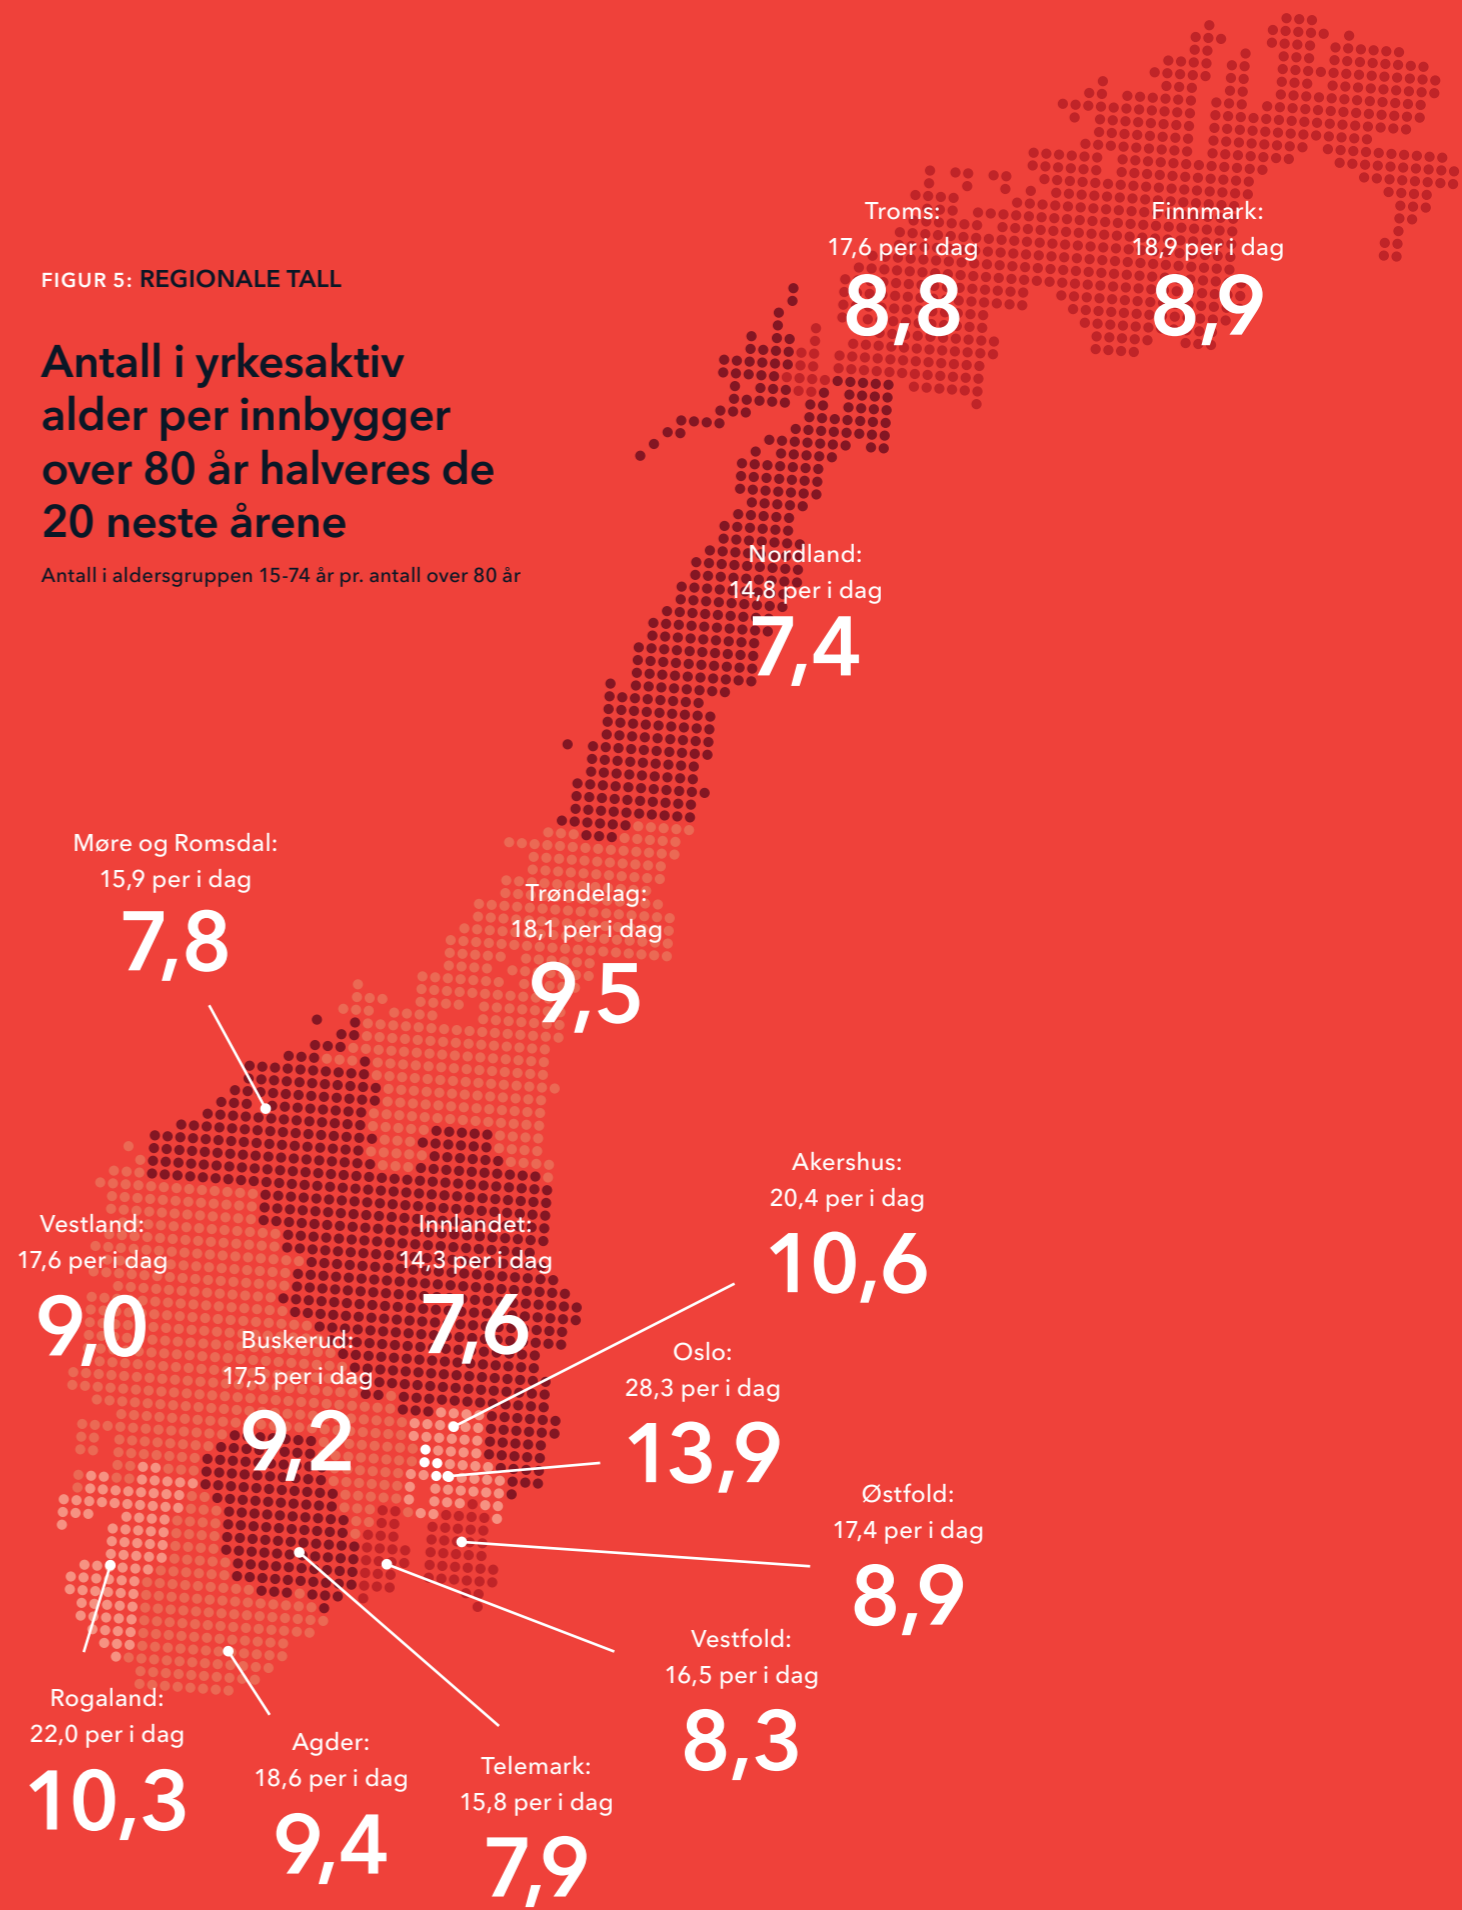 FIGUR 5: REGIONALE TALL
Antall i yrkesaktiv
alder per innbygger
over 80 år halveres de
20 neste årene
Antall i aldersgruppen 15-74 år pr. antall over 80 år
Troms:
17,6 per i dag
8,8
Finnmark:
18,9 per i dag
8,9
Nordland:
14,8 per i dag
7,4
Møre og Romsdal:
15,9 per i dag
7,8
Trøndelag:
18,1 per i dag
9,5
Vestland:
17,6 per i dag
9,0
Innlandet:
14,3 per i dag
7,6
Akershus:
20,4 per i dag
10,6
Buskerud:
17,5 per i dag
9,2
Oslo:
28,3 per i dag
13,9
Østfold:
17,4 per i dag
8,9
Vestfold:
16,5 per i dag
8,3
Rogaland:
22,0 per i dag
10,3
Agder:
18,6 per i dag
9,4
Telemark:
15,8 per i dag
7,9